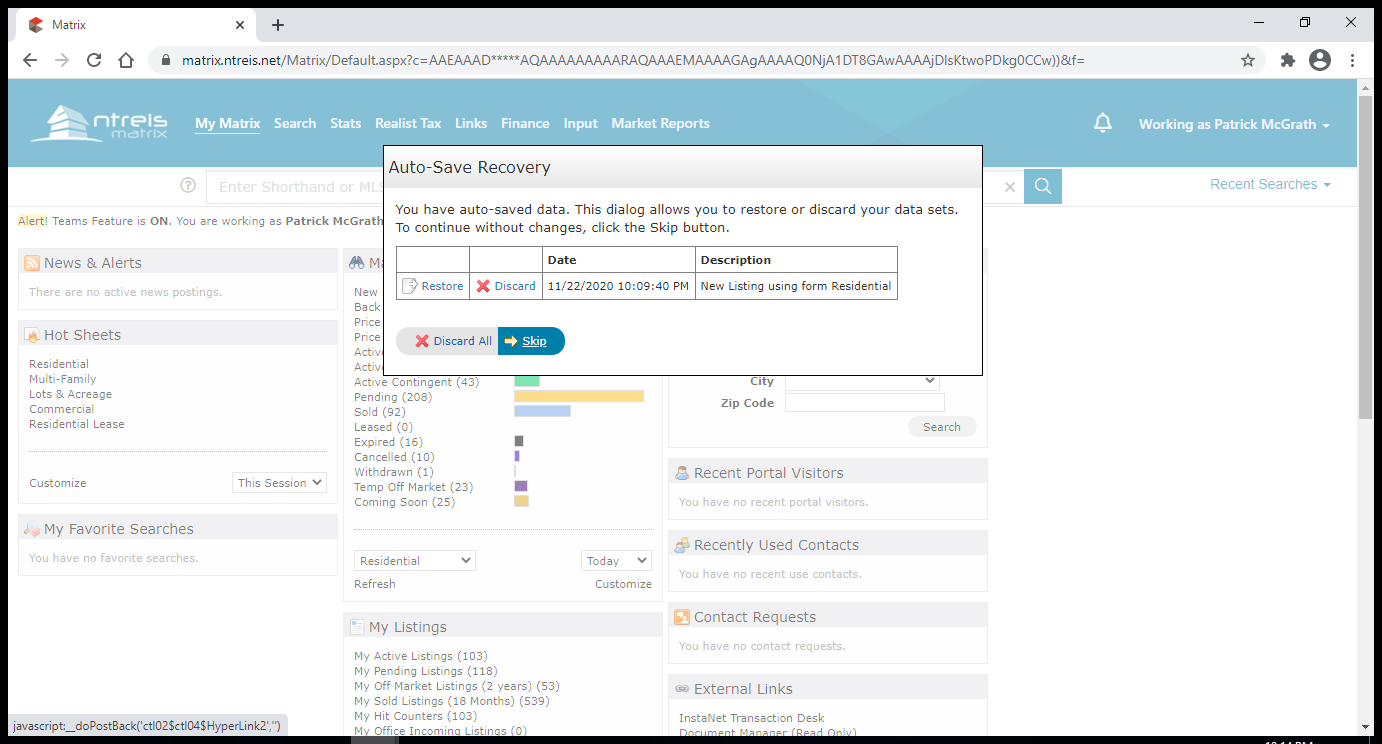 Matrix
matrix.ntreis.net/Matrix/Default.aspx?c=AAEAAAD*****AQAAAAAAAAARAQAAAEMAAAAGAgAAAAQ0NjA1DT8GAwAAAAjDIsKtwoPDkg0CCw))&f=
ntreis
matrix
My Matrix Search Stats Realist Tax Links Finance Input Market Reports
Working as Patrick McGrath
Enter Shorthand or MLS
Recent Searches
Alert! Teams Feature is ON. You are working as Patrick McGrath
Auto-Save Recovery
You have auto-saved data. This dialog allows you to restore or discard your data sets.
To continue without changes, click the Skip button.
Date Description
Restore Discard 11/22/2020 10:09:40 PM New Listing using form Residential
Discard All Skip
News & Alerts
There are no active news postings.
Hot Sheets
Residential
Multi-Family
Lots & Acreage
Commercial
Residential Lease
Customize This Session
My Favorite Searches
You have no favorite searches.
New
Back
Price
Price
Active Contingent (43)
Pending (208)
Sold (92)
Leased (0)
Expired (16)
Cancelled (10)
Withdrawn (1)
Temp Off Market (23)
Coming Soon (25)
Residential Today
Refresh Customize
My Listings
My Active Listings (103)
My Pending Listings (118)
My Off Market Listings (2 years) (53)
My Sold Listings (18 Months) (539)
My Hit Counters (103)
My Office Incoming Listings (0)
City
Zip Code
Search
Recent Portal Visitors
You have no recent portal visitors.
Recently Used Contacts
You have no recent use contacts.
Contact Requests
You have no contact requests.
External Links
InstaNet Transaction Desk
Document Manager (Read Only)
javascript:__doPostBack('ctl02$ctl04$HyperLink2','')